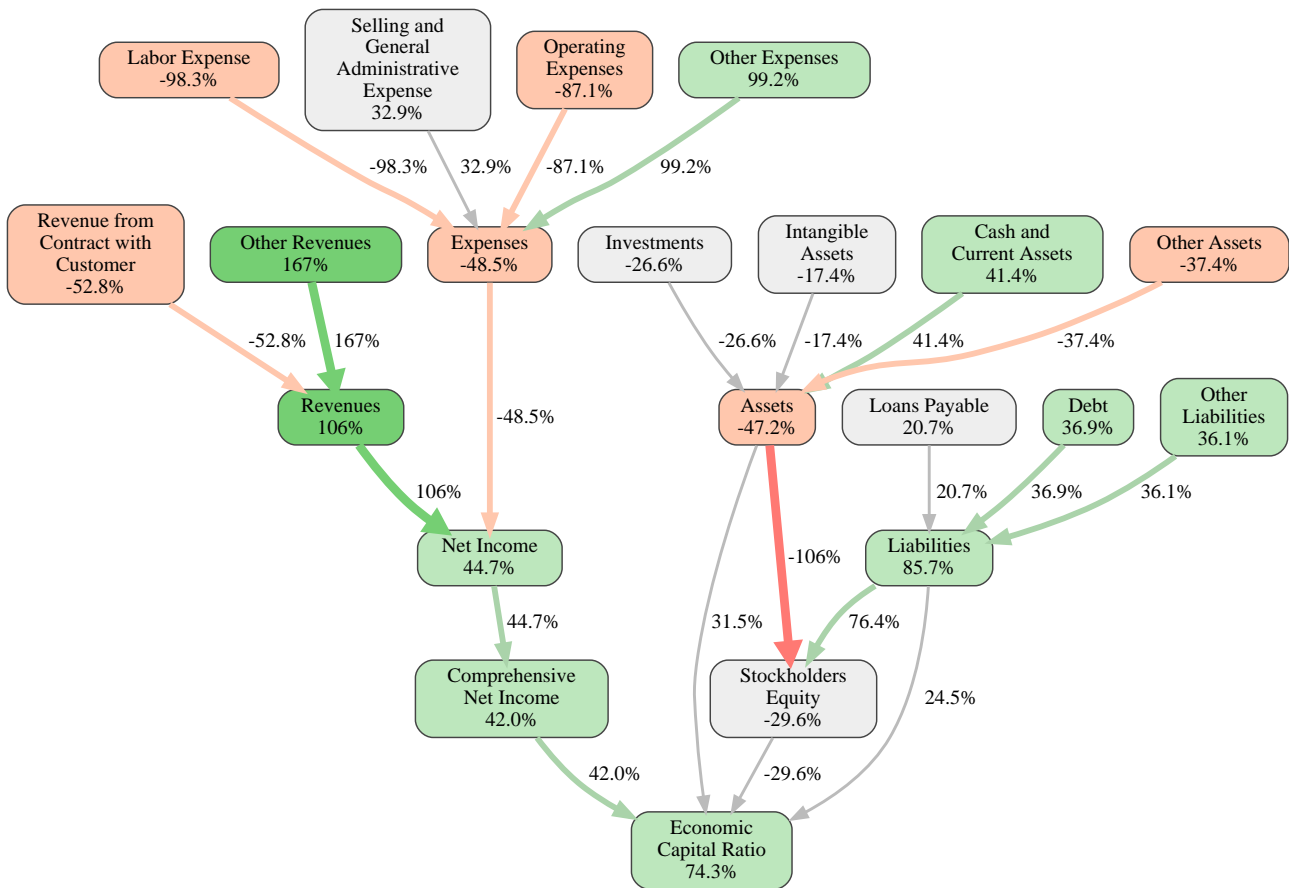 Labor Expense
-98.3%
Selling and
General
Administrative
Expense
32.9%
Operating
Expenses
-87.1%
Other Expenses
99.2%
-98.3%
32.9%
-87.1%
99.2%
Revenue from
Contract with
Customer
-52.8%
Other Revenues
167%
Expenses
-48.5%
Investments
-26.6%
Intangible
Assets
-17.4%
Cash and
Current Assets
41.4%
Other Assets
-37.4%
-52.8%
167%
-48.5%
-26.6%
-17.4%
41.4%
-37.4%
Revenues
106%
Assets
-47.2%
Loans Payable
20.7%
Debt
36.9%
Other
Liabilities
36.1%
106%
20.7%
36.9%
36.1%
Net Income
44.7%
-106%
Liabilities
85.7%
44.7%
31.5%
76.4%
24.5%
Comprehensive
Net Income
42.0%
Stockholders
Equity
-29.6%
42.0%
-29.6%
Economic
Capital Ratio
74.3%